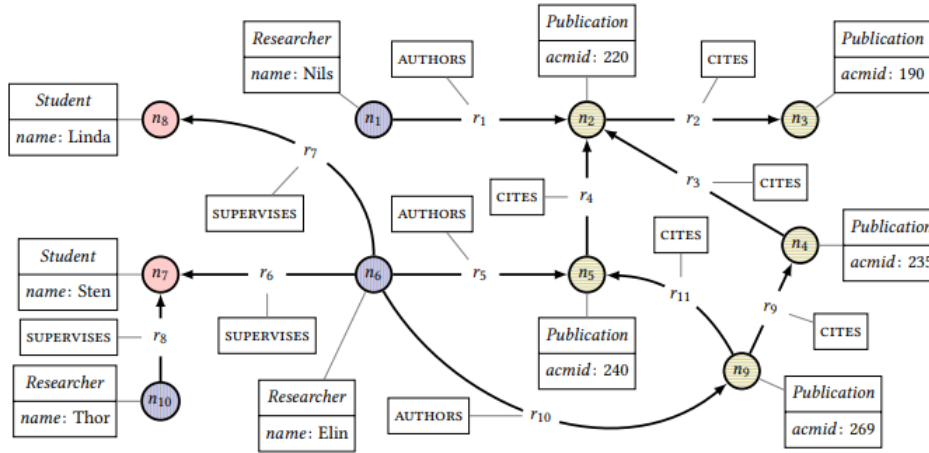 Researcher
name: Nils
AUTHORS
Publication
acmid: 220
CITES
Publication
acmid: 190
Student
name: Linda
n8
n1
r1
n2
r2
n3
r7
SUPERVISES
AUTHORS
CITES
r4
r3
CITES
CITES
Publication
acmid: 235
n4
Student
name: Sten
n7
r6
n6
r5
n5
r11
r9
CITES
SUPERVISES
r8
SUPERVISES
Publication
acmid: 240
n9
Researcher
name: Thor
n10
Researcher
name: Elin
AUTHORS
r10
Publication
acmid: 269